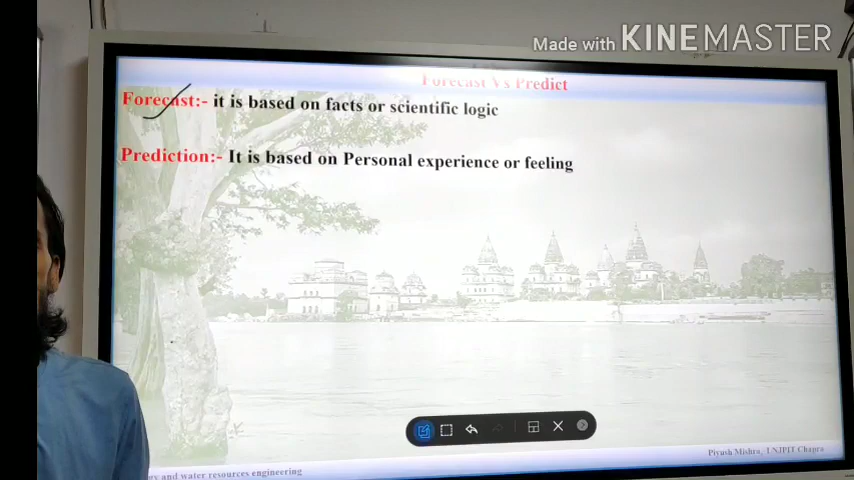 Made with KINEMASTER
Forecast Vs Predict
Forecast:- it is based on facts or scientific logic
Prediction:- It is based on Personal experience or feeling
Piyush Mishra, LNJPIT Chapra
and water resources engineering